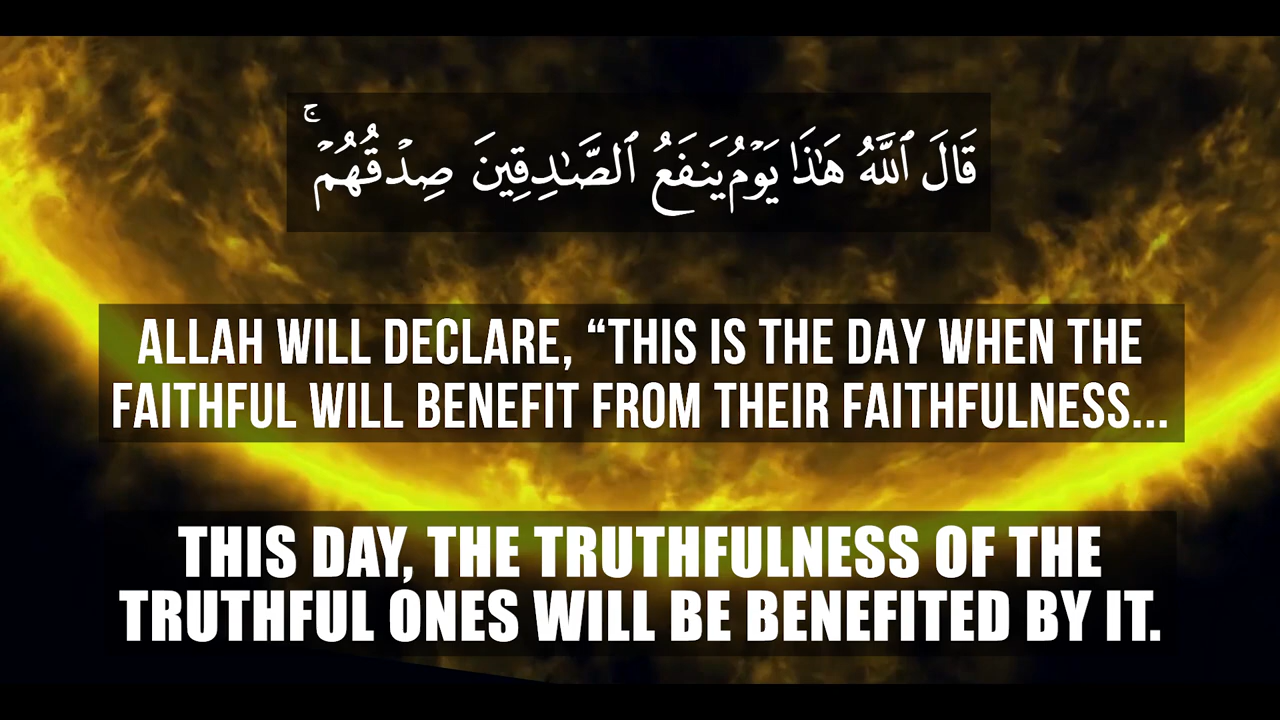 قَالَ ٱللَّهُ هَـٰذَا يَوۡمُ يَنفَعُ ٱلصَّـٰدِقِينَ صِدۡقُهُمۡۚ
ALLAH WILL DECLARE, “THIS IS THE DAY WHEN THE
FAITHFUL WILL BENEFIT FROM THEIR FAITHFULNESS...
THIS DAY, THE TRUTHFULNESS OF THE
TRUTHFUL ONES WILL BE BENEFITED BY IT.